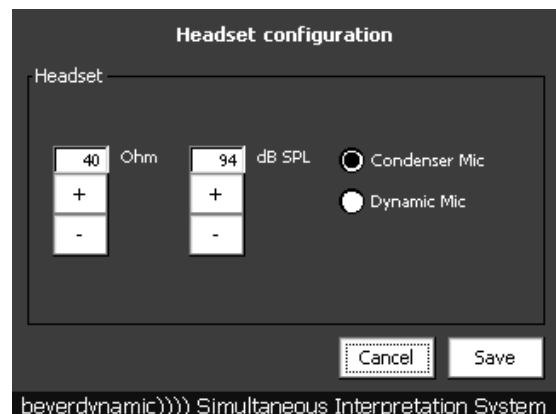 Headset configuration
Headset
40 Ohm 94 dB SPL Condenser Mic
+ + Dynamic Mic
- -
Cancel Save
beyerdynamic)))) Simultaneous Interpretation System